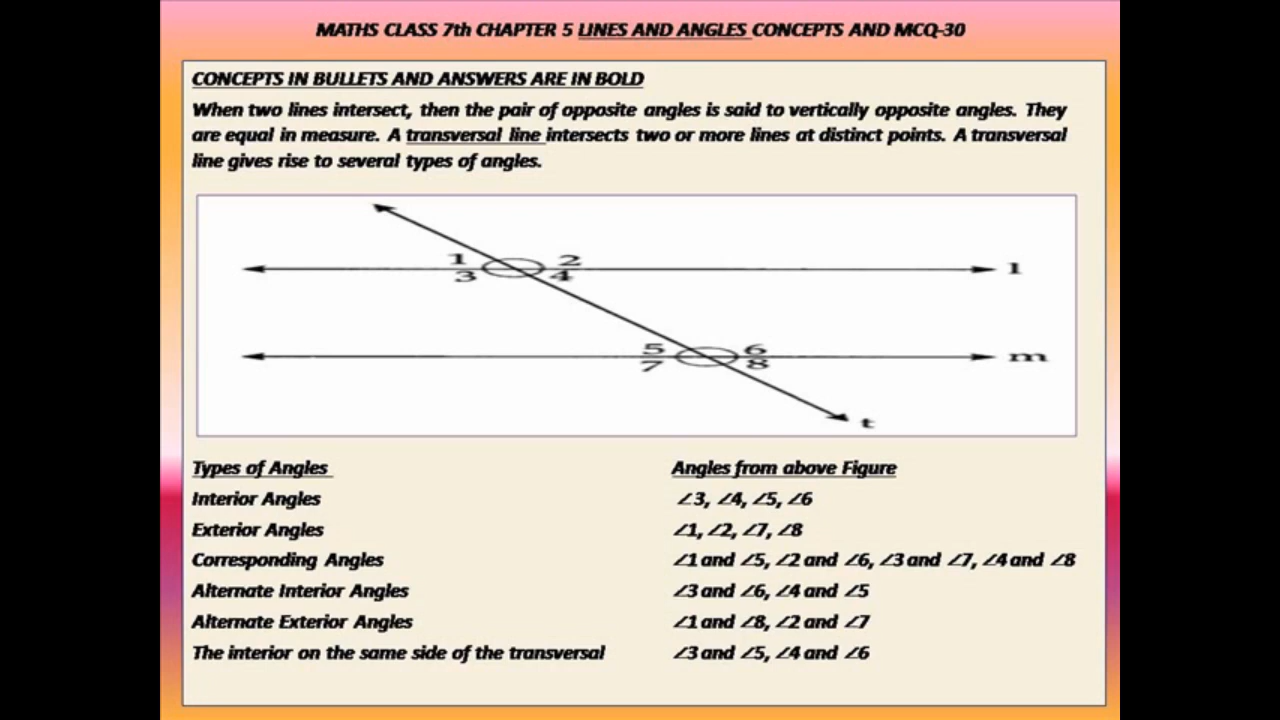 MATHS CLASS 7th CHAPTER 5 LINES AND ANGLES CONCEPTS AND MCQ-30
CONCEPTS IN BULLETS AND ANSWERS ARE IN BOLD
When two lines intersect, then the pair of opposite angles is said to vertically opposite angles. They
are equal in measure. A transversal line intersects two or more lines at distinct points. A transversal
line gives rise to several types of angles.
1 2
3 4 l
5 6
7 8 m
t
Types of Angles Angles from above Figure
Interior Angles ∠3, ∠4, ∠5, ∠6
Exterior Angles ∠1, ∠2, ∠7, ∠8
Corresponding Angles ∠1 and ∠5, ∠2 and ∠6, ∠3 and ∠7, ∠4 and ∠8
Alternate Interior Angles ∠3 and ∠6, ∠4 and ∠5
Alternate Exterior Angles ∠1 and ∠8, ∠2 and ∠7
The interior on the same side of the transversal ∠3 and ∠5, ∠4 and ∠6